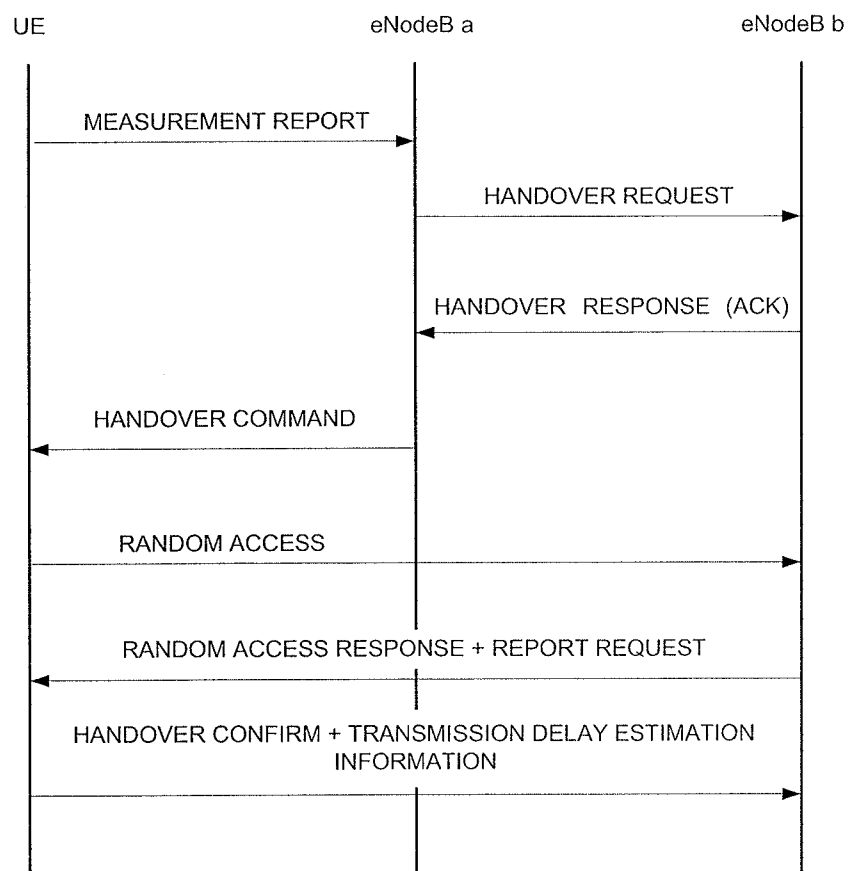 UE
eNodeB a
eNodeB b
MEASUREMENT REPORT
HANDOVER REQUEST
HANDOVER RESPONSE (ACK)
HANDOVER COMMAND
RANDOM ACCESS
RANDOM ACCESS RESPONSE + REPORT REQUEST
HANDOVER CONFIRM + TRANSMISSION DELAY ESTIMATION
INFORMATION